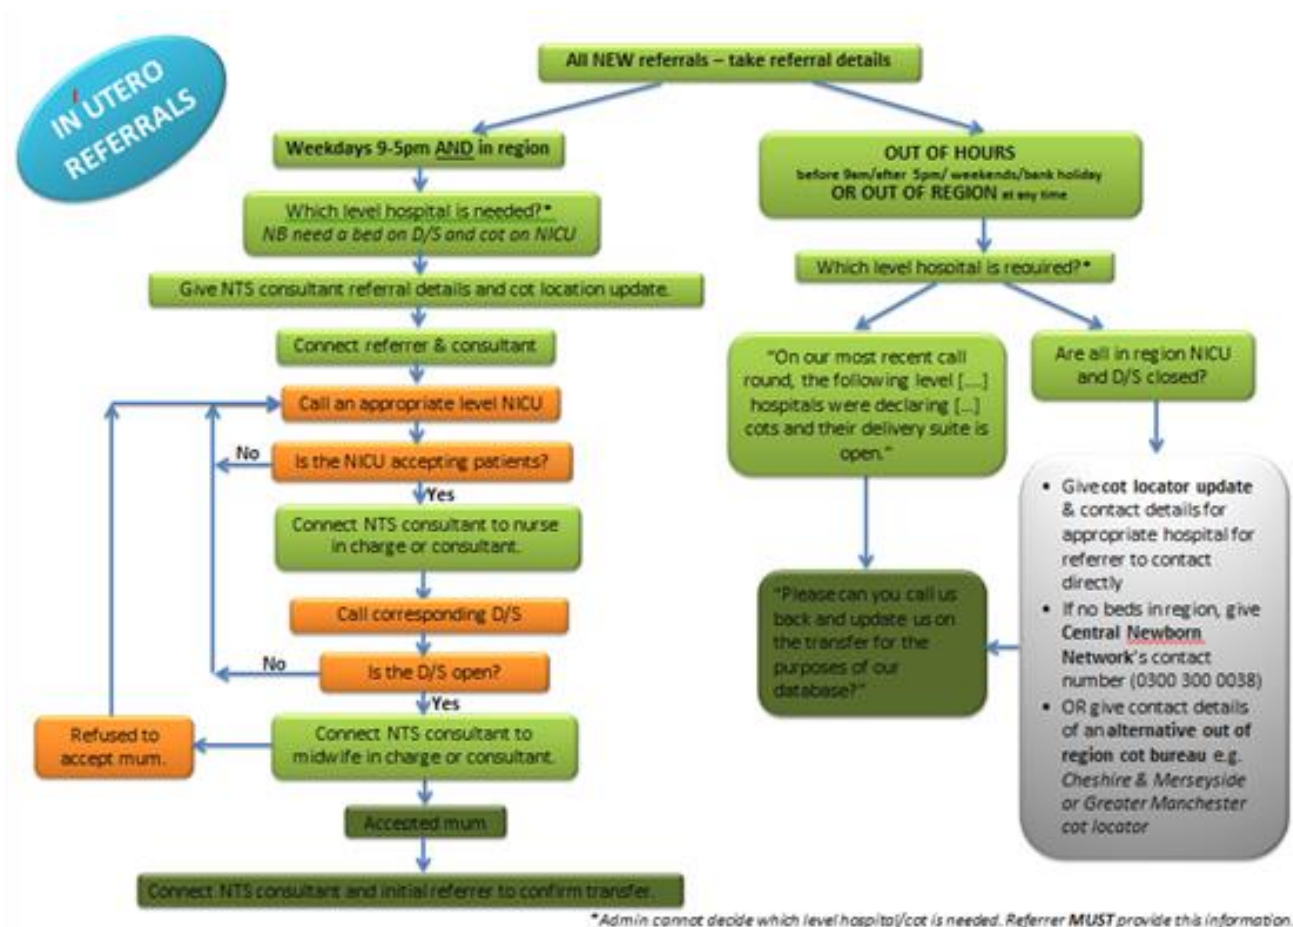 IN UTERO
REFERRALS
All NEW referrals – take referral details
Weekdays 9-5pm AND in region
Which level hospital is needed?*
NB need a bed on D/S and cot on NICU
Give NTS consultant referral details and cot location update.
Connect referrer & consultant
Call an appropriate level NICU
Is the NICU accepting patients?
No
Yes
Connect NTS consultant to nurse
in charge or consultant.
Call corresponding D/S
Is the D/S open?
No
Yes
Connect NTS consultant to
midwife in charge or consultant.
Refused to
accept mum.
Accepted mum
Connect NTS consultant and initial referrer to confirm transfer.
OUT OF HOURS
before 9am/after 5pm/ weekends/bank holiday
OR OUT OF REGION at any time
Which level hospital is required?*
"On our most recent call
round, the following level [....]
hospitals were declaring [...]
cots and their delivery suite is
open."
Are all in region NICU
and D/S closed?
"Please can you call us
back and update us on
the transfer for the
purposes of our
database?"
• Give cot locator update
& contact details for
appropriate hospital for
referrer to contact
directly
• If no beds in region, give
Central Newborn
Network's contact
number (0300 300 0038)
• OR give contact details
of an alternative out of
region cot bureau e.g.
Cheshire & Merseyside
or Greater Manchester
cot locator
*Admin cannot decide which level hospital/cot is needed. Referrer MUST provide this information.